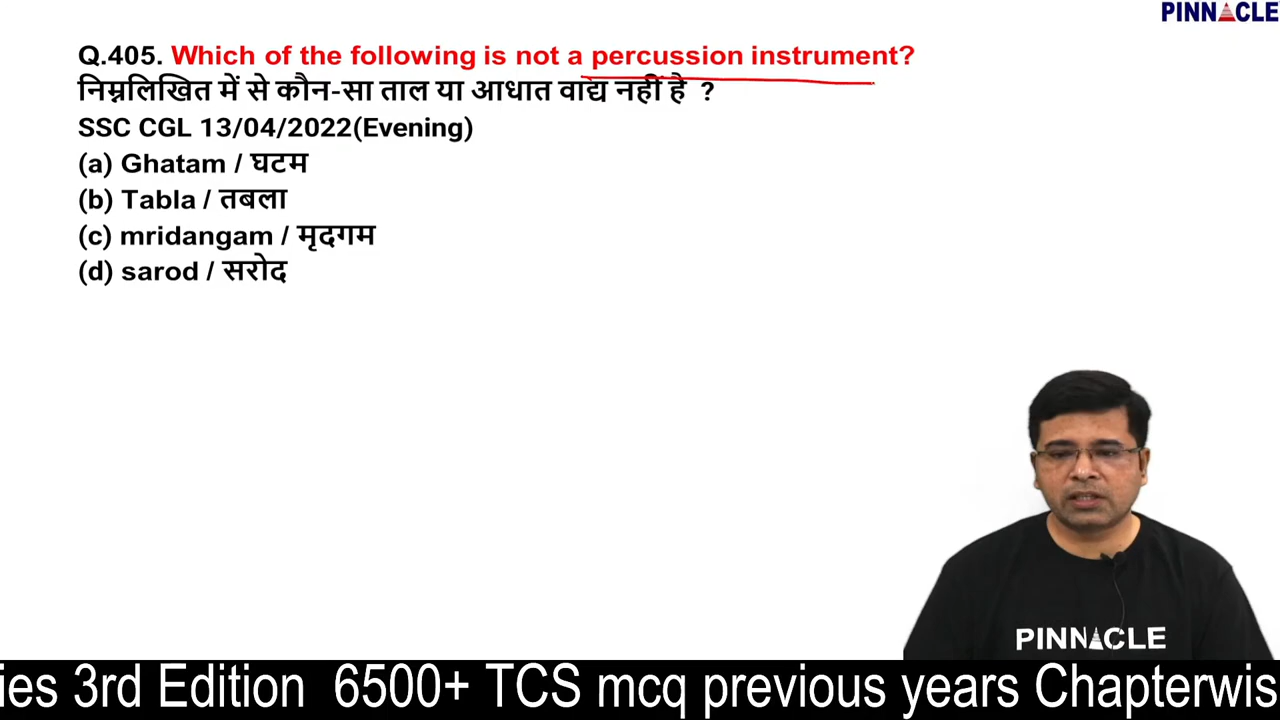 PINNACLE
Q.405. Which of the following is not a percussion instrument?
निम्नलिखित में से कौन-सा ताल या आधात वाद्य नहीं है ?
SSC CGL 13/04/2022(Evening)
(a) Ghatam / घटम
(b) Tabla / तबला
(c) mridangam / मृदगम
(d) sarod / सरोद
PINNACLE
ies 3rd Edition 6500+ TCS mcq previous years Chapterwis